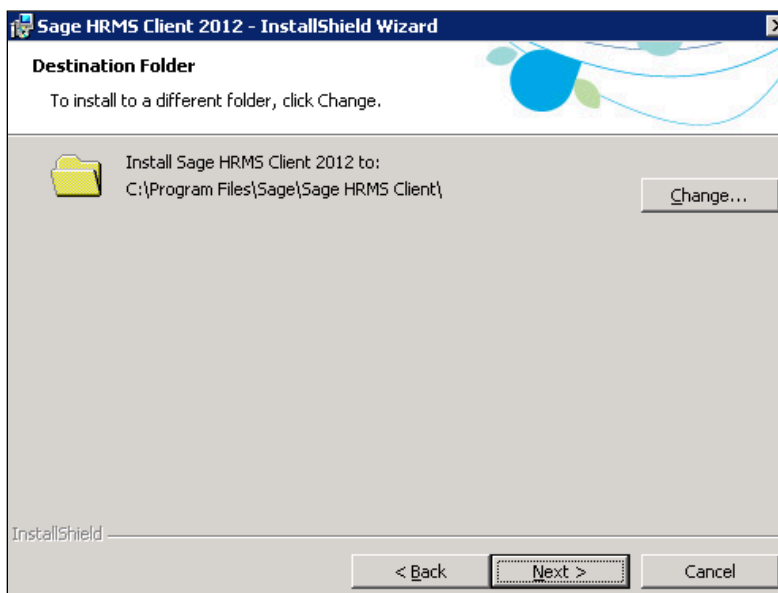 Sage HRMS Client 2012 - InstallShield Wizard
Destination Folder
To install to a different folder, click Change.
Install Sage HRMS Client 2012 to:
C:\Program Files\Sage\Sage HRMS Client\
Change...
InstallShield
< Back
Next >
Cancel